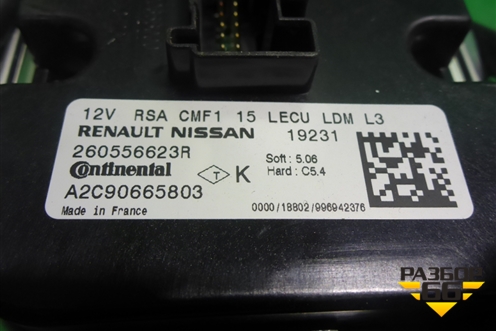 12V RSA CMF1 15 LECU LDM L3
RENAULT NISSAN 19231
260556623R
Continental
Soft : 5.06
T K
Hard : C5.4
A2C90665803
Made in France
0000/18802/996942376
РАЗБОР
66